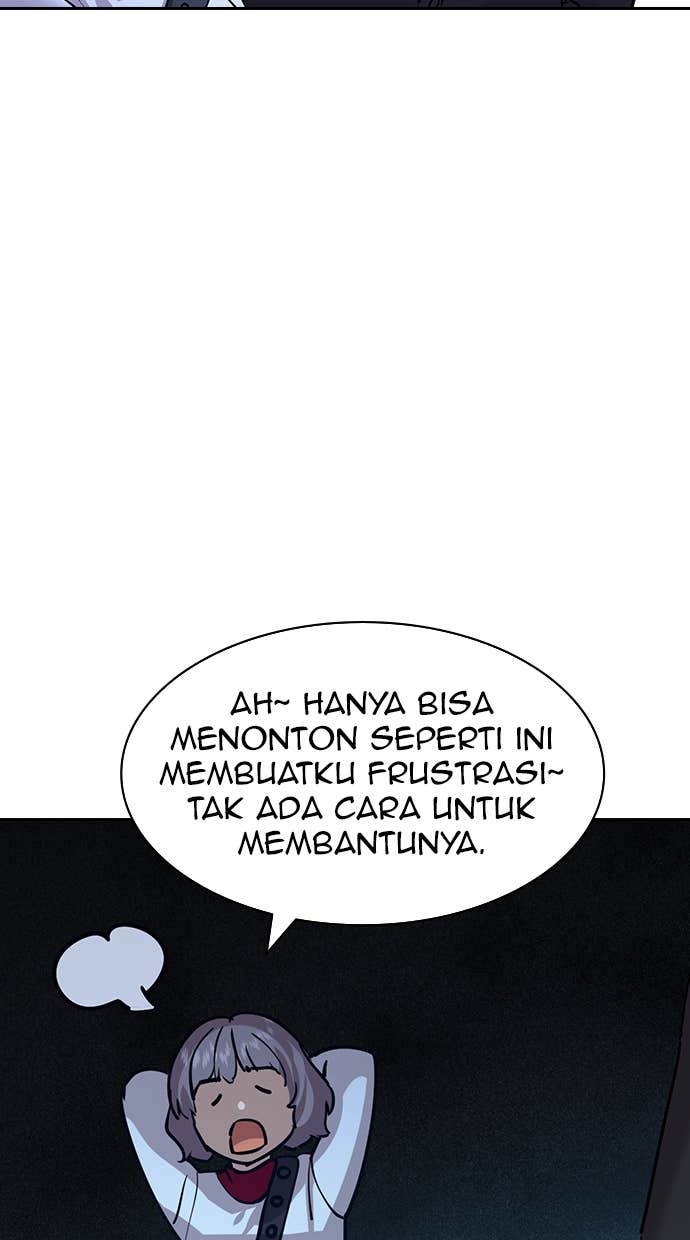 AH~ HANYA BISA
MENONTON SEPERTI INI
MEMBUATKU FRUSTRASI~
TAK ADA CARA UNTUK
MEMBANTUNYA.